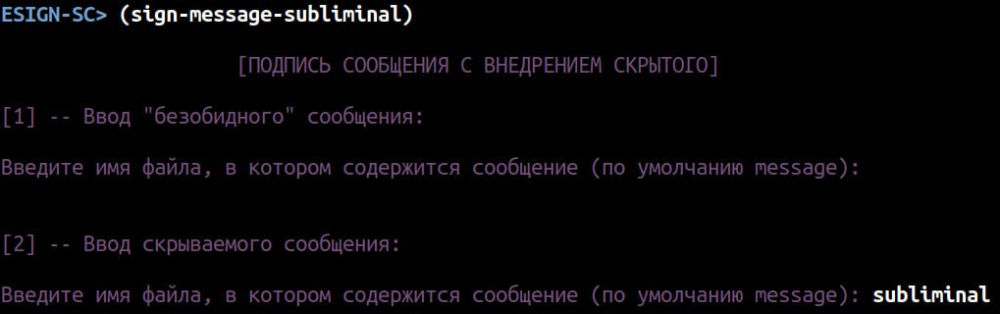 ESIGN-SC> (sign-message-subliminal)
[ПОДПИСЬ СООБЩЕНИЯ С ВНЕДРЕНИЕМ СКРЫТОГО]
[1] -- Ввод "безобидного" сообщения:
Введите имя файла, в котором содержится сообщение (по умолчанию message):
[2] -- Ввод скрываемого сообщения:
Введите имя файла, в котором содержится сообщение (по умолчанию message): subliminal